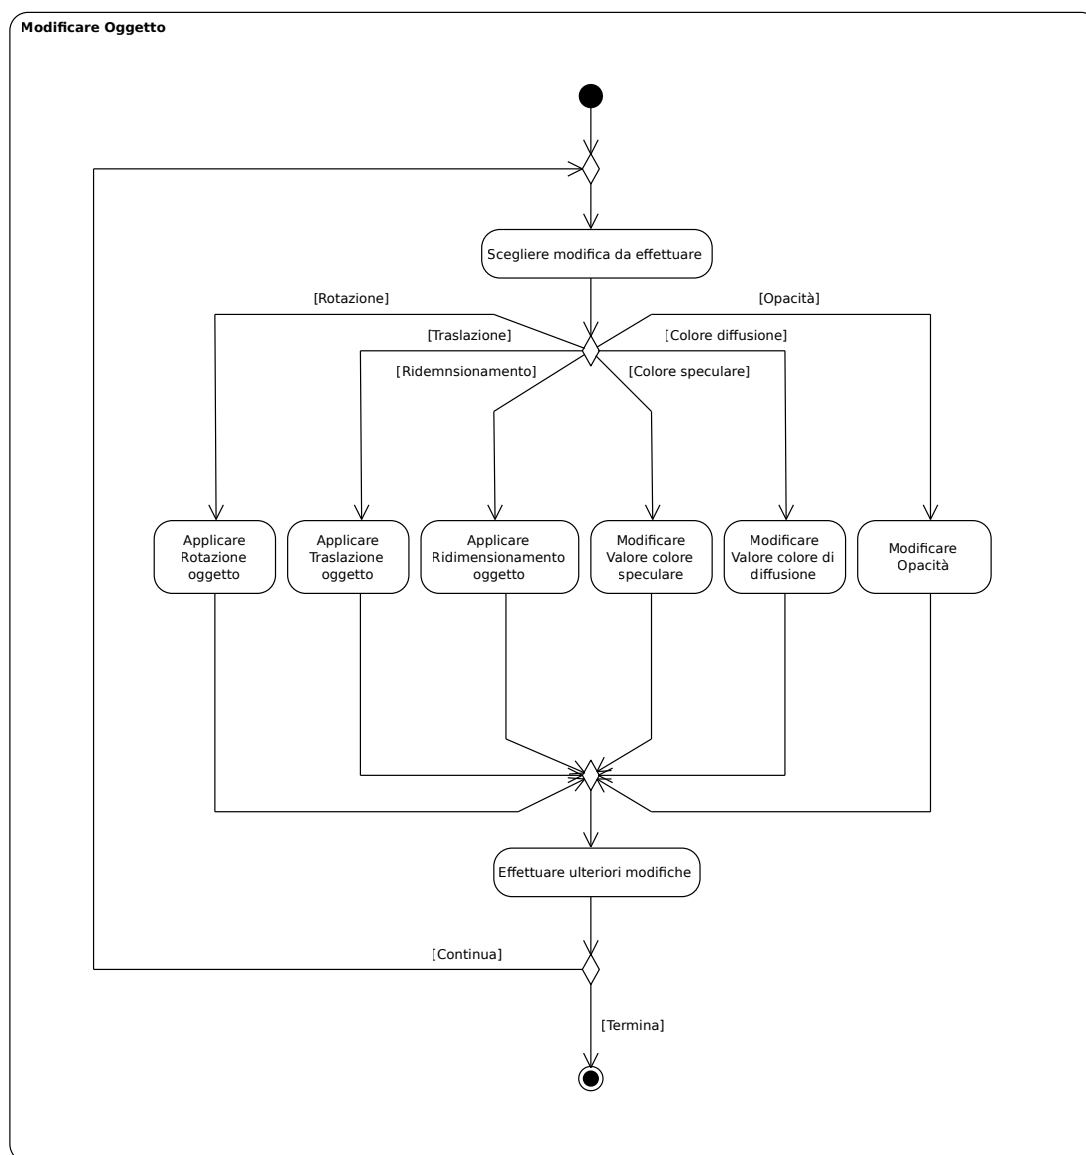 Modificare Oggetto
Scegliere modifica da effettuare
[Rotazione]
[Opacità]
[Traslazione]
[Colore diffusione]
[Ridemnsionamento]
[Colore speculare]
Applicare
Rotazione
oggetto
Applicare
Traslazione
oggetto
Applicare
Ridimensionamento
oggetto
Modificare
Valore colore
speculare
Modificare
Valore colore di
diffusione
Modificare
Opacità
Effettuare ulteriori modifiche
[Continua]
[Termina]